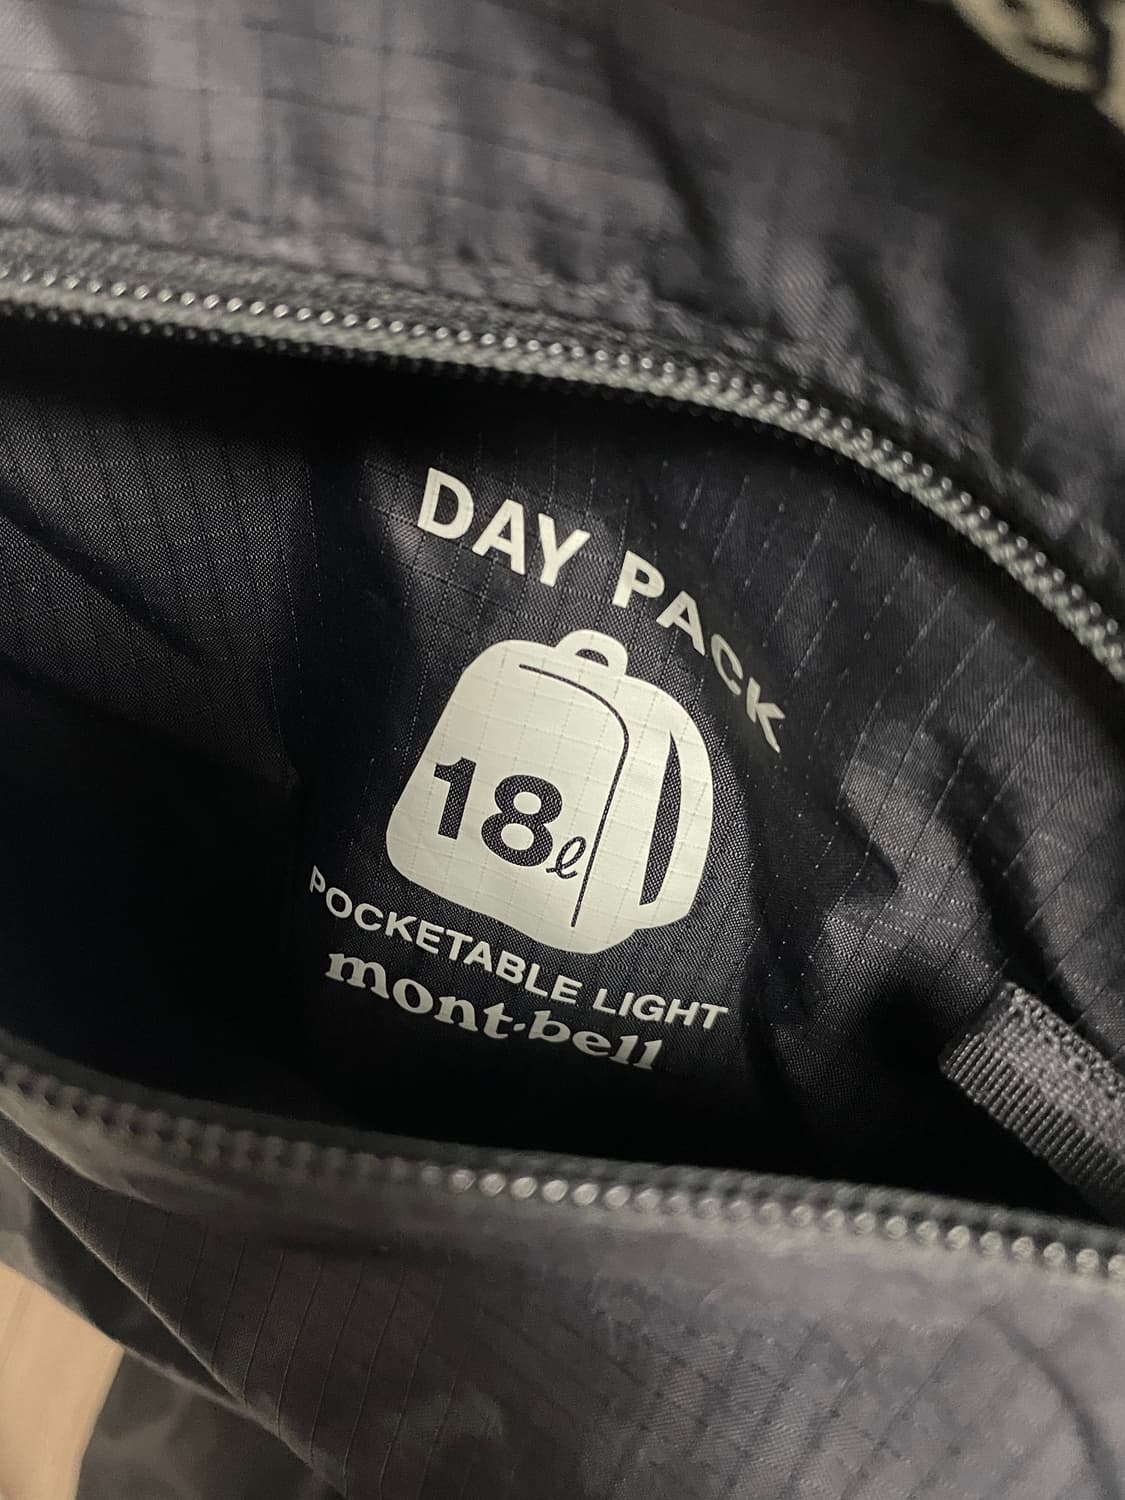 DAY PACK
18ℓ
POCKETABLE LIGHT
mont-bell